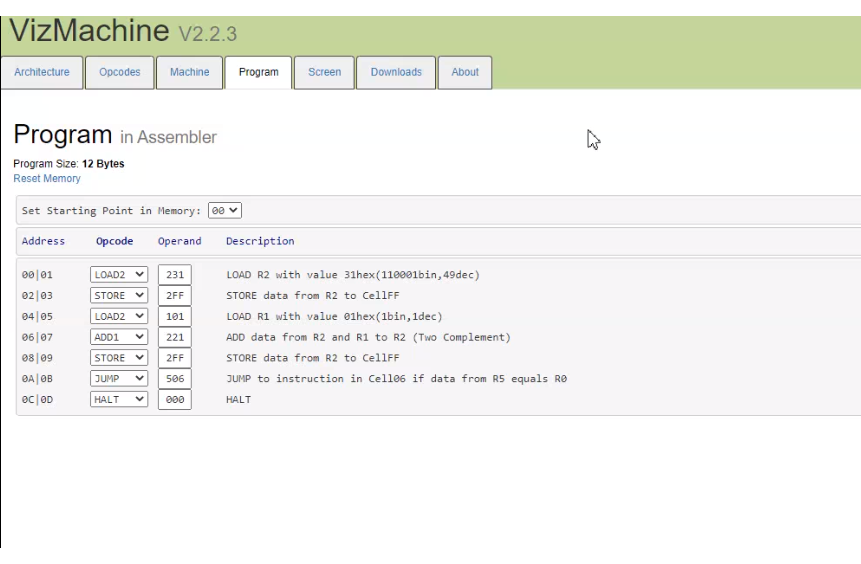 VizMachine V2.2.3
Architecture Opcodes Machine Program Screen Downloads About
Program in Assembler
Program Size: 12 Bytes
Reset Memory
Set Starting Point in Memory: 00
Address Opcode Operand Description
00|01 LOAD2 231 LOAD R2 with value 31hex(110001bin,49dec)
02|03 STORE 2FF STORE data from R2 to CellFF
04|05 LOAD2 101 LOAD R1 with value 01hex(1bin,1dec)
06|07 ADD1 221 ADD data from R2 and R1 to R2 (Two Complement)
08|09 STORE 2FF STORE data from R2 to CellFF
0A|0B JUMP 506 JUMP to instruction in Cell06 if data from R5 equals R0
0C|0D HALT 000 HALT